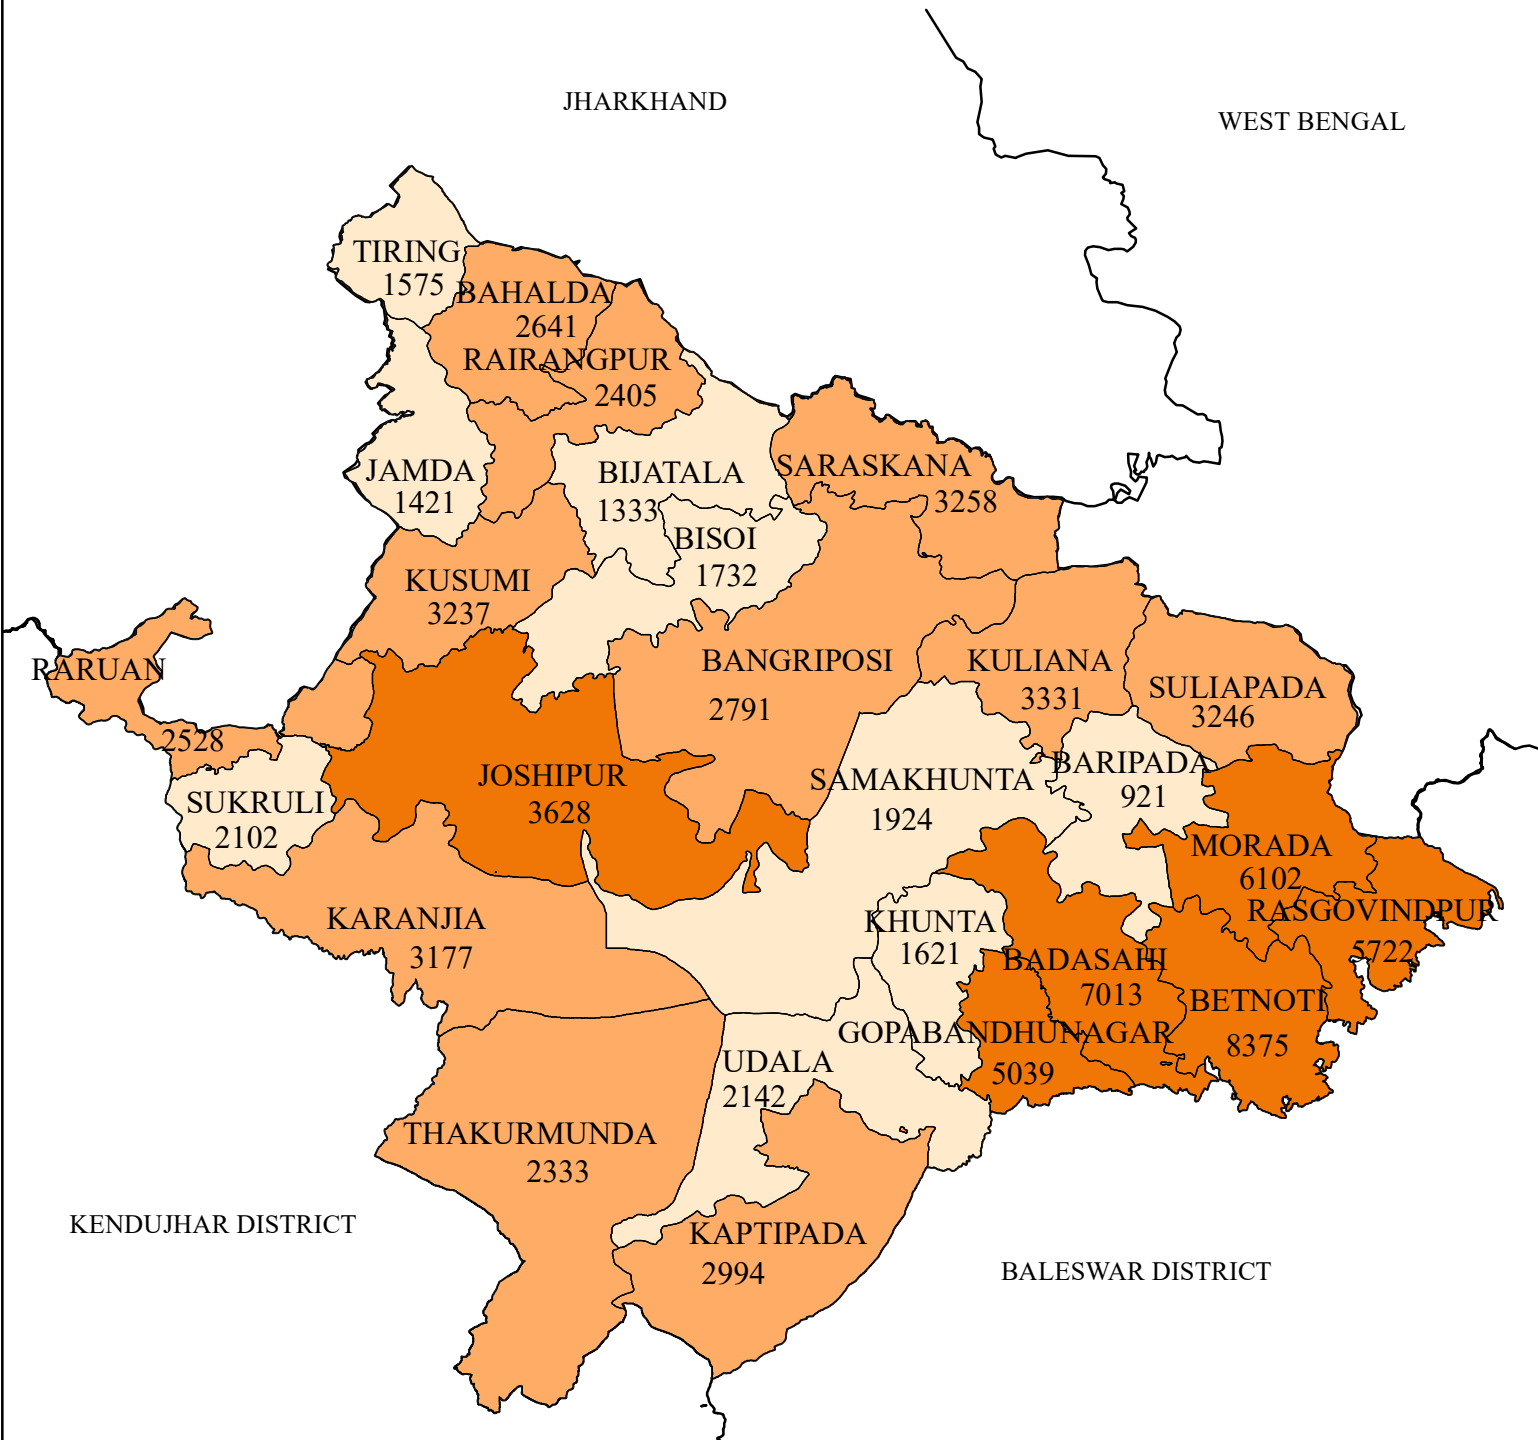 JHARKHAND
WEST BENGAL
TIRING
1575
BAHALDA
2641
RAIRANGPUR
2405
JAMDA
1421
BIJATALA
1333
SARASKANA
3258
BISOI
1732
KUSUMI
3237
RARUAN
2528
BANGRIPOSI
2791
KULIANA
3331
SULIAPADA
3246
JOSHIPUR
3628
SUKRULI
2102
SAMAKHUNTA
1924
BARIPADA
921
MORADA
6102
RASGOVINDPUR
5722
KARANJIA
3177
KHUNTA
1621
BADASAHI
7013
BETNOTI
8375
GOPABANDHUNAGAR
5039
UDALA
2142
THAKURMUNDA
2333
KAPTIPADA
2994
KENDUJHAR DISTRICT
BALESWAR DISTRICT